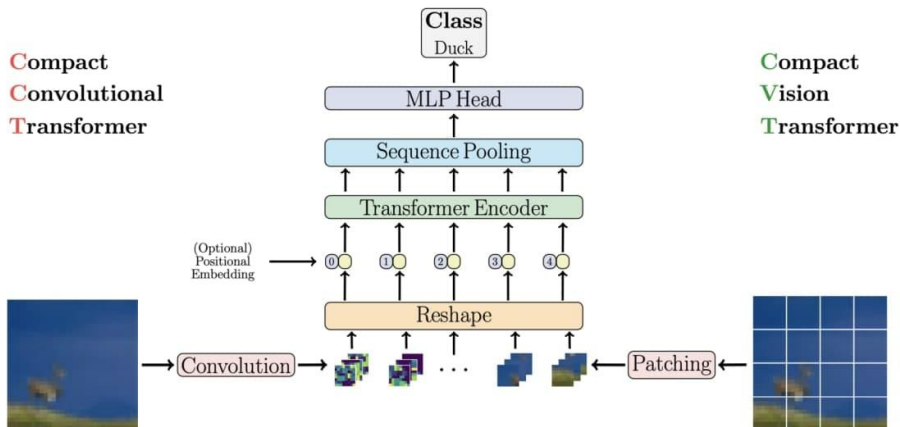 Class
Duck
Compact
Convolutional
Transformer
Compact
Vision
Transformer
MLP Head
Sequence Pooling
Transformer Encoder
(Optional)
Positional
Embedding
0 1 2 3 4
Reshape
Convolution
...
Patching